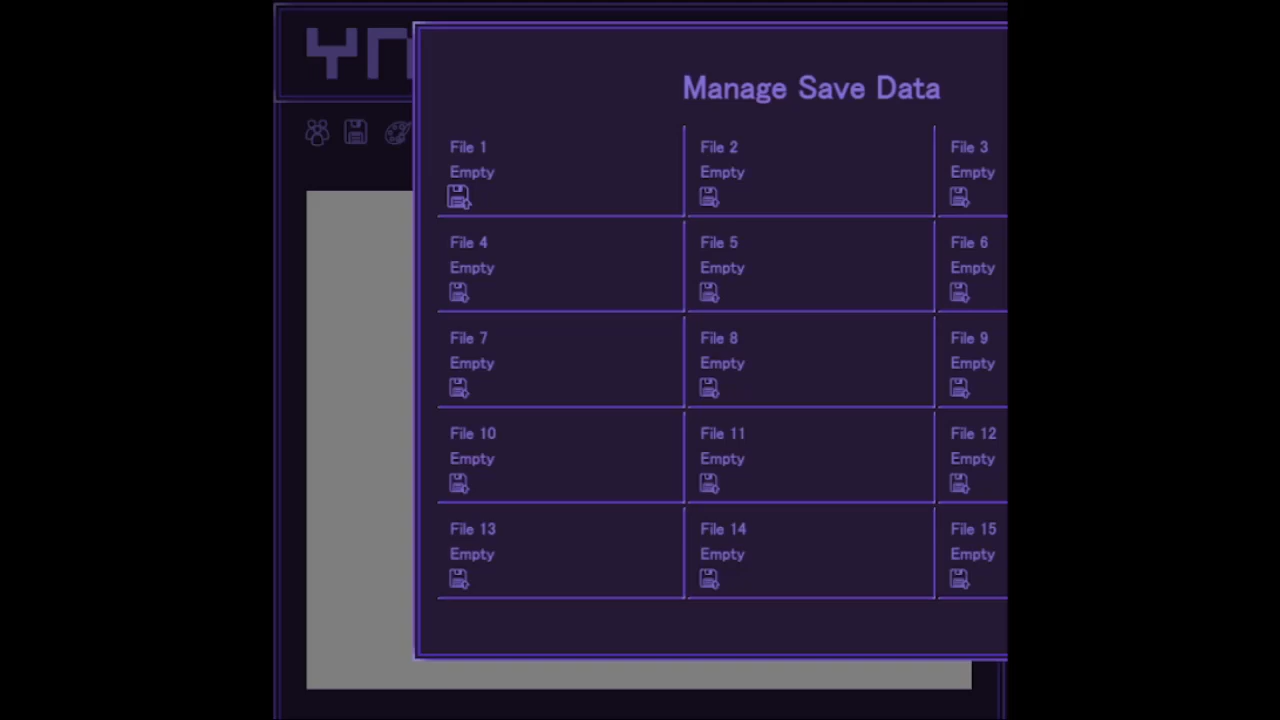 Manage Save Data
File 1
Empty
File 2
Empty
File 3
Empty
File 4
Empty
File 5
Empty
File 6
Empty
File 7
Empty
File 8
Empty
File 9
Empty
File 10
Empty
File 11
Empty
File 12
Empty
File 13
Empty
File 14
Empty
File 15
Empty